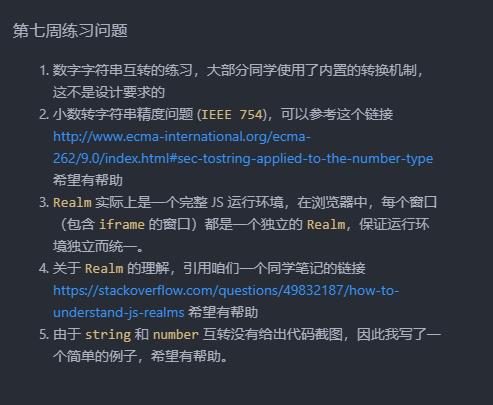 第七周练习问题
1. 数字字符串互转的练习，大部分同学使用了内置的转换机制，
这不是设计要求的
2. 小数转字符串精度问题 (IEEE 754)，可以参考这个链接
http://www.ecma-international.org/ecma-
262/9.0/index.html#sec-tostring-applied-to-the-number-type
希望有帮助
3. Realm 实际上是一个完整 JS 运行环境，在浏览器中，每个窗口
（包含 iframe 的窗口）都是一个独立的 Realm，保证运行环
境独立而统一。
4. 关于 Realm 的理解，引用咱们一个同学笔记的链接
https://stackoverflow.com/questions/49832187/how-to-
understand-js-realms 希望有帮助
5. 由于 string 和 number 互转没有给出代码截图，因此我写了一
个简单的例子，希望有帮助。